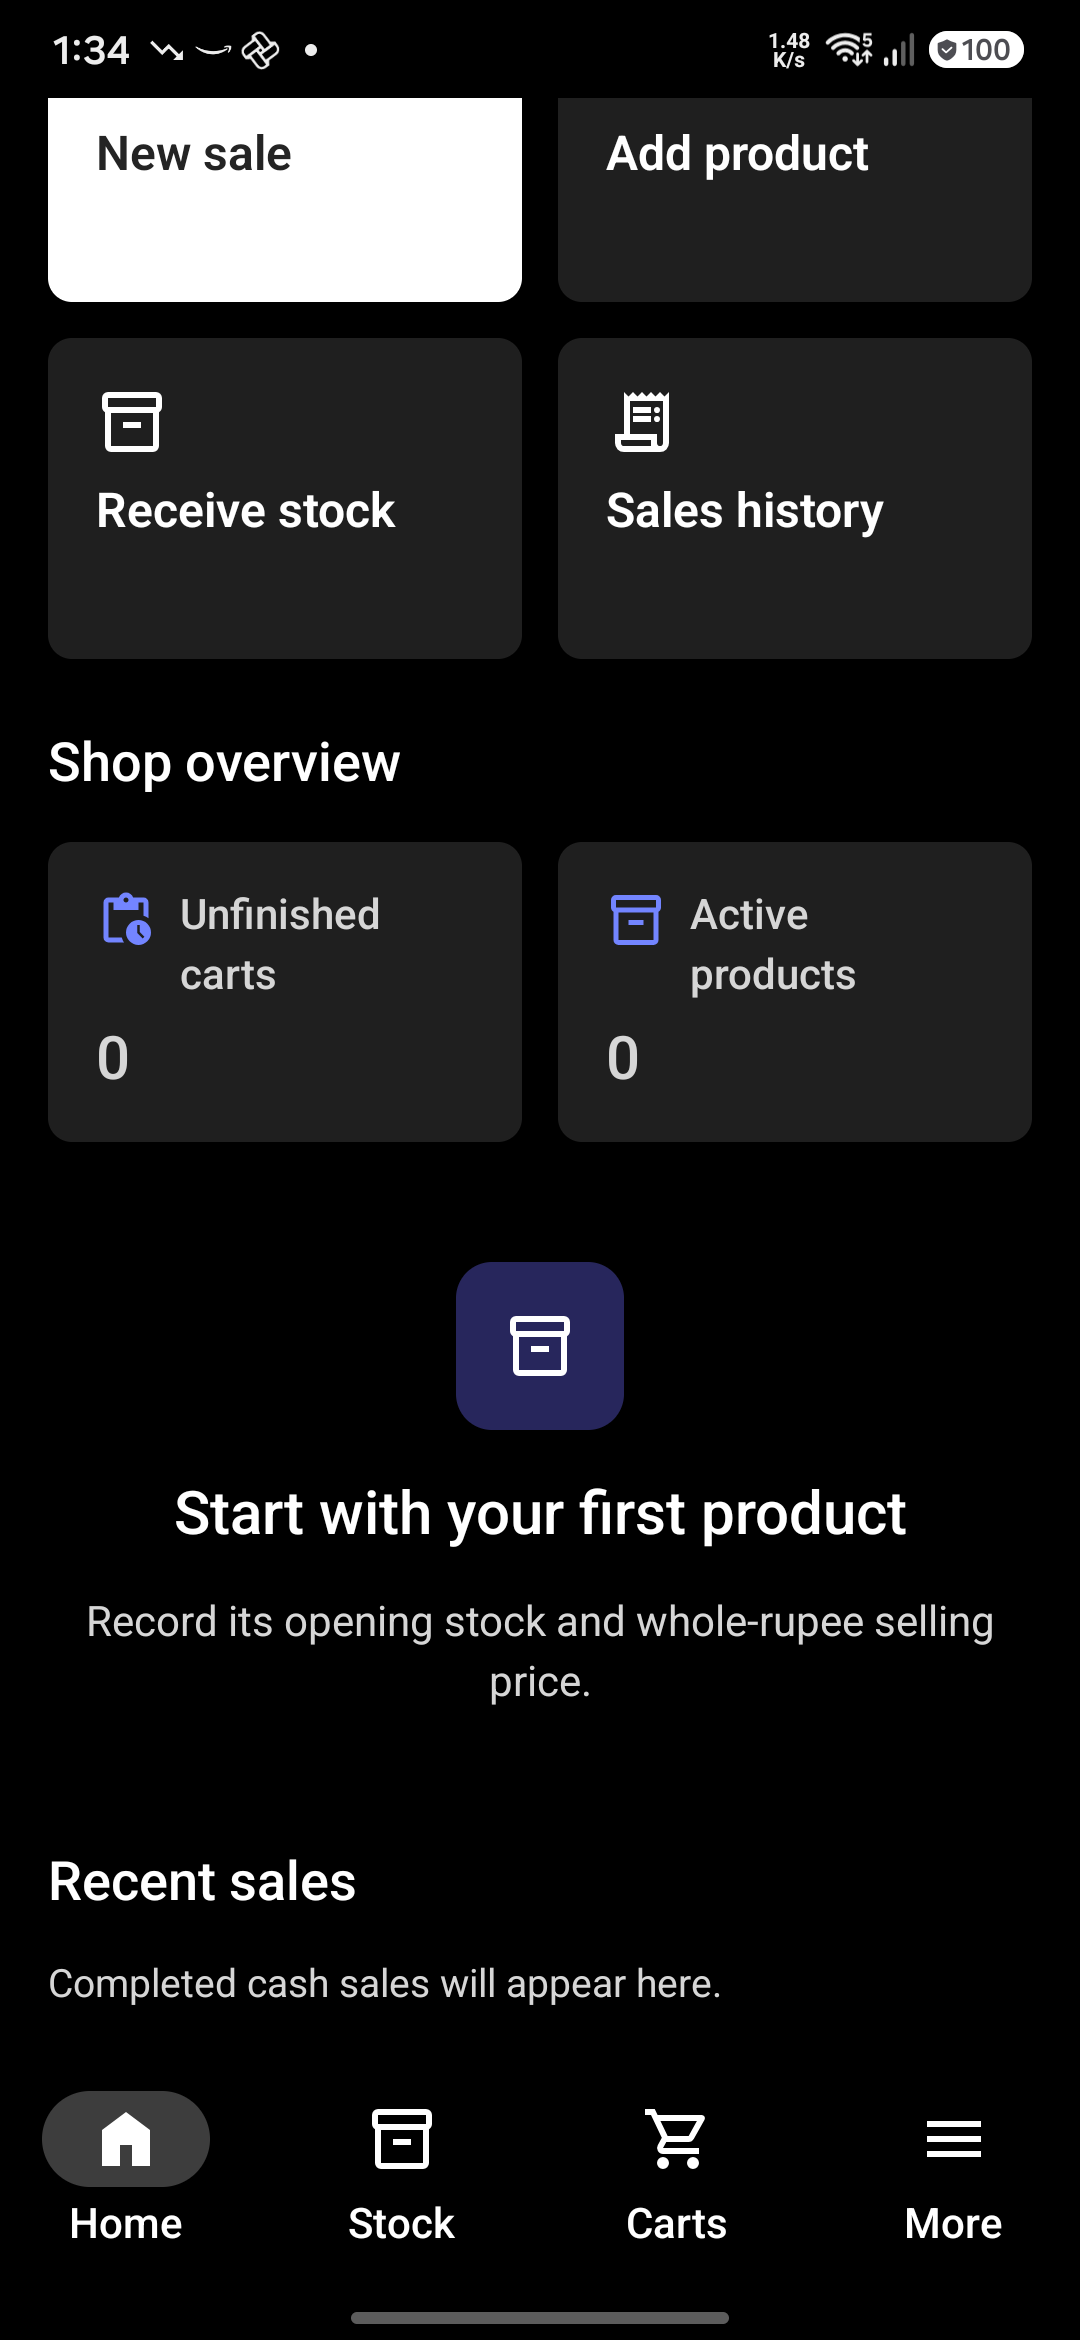 1:34
1.48
K/s
5
100
New sale
Add product
Receive stock
Sales history
Shop overview
Unfinished
carts
0
Active
products
0
Start with your first product
Record its opening stock and whole-rupee selling
price.
Recent sales
Completed cash sales will appear here.
Home
Stock
Carts
More